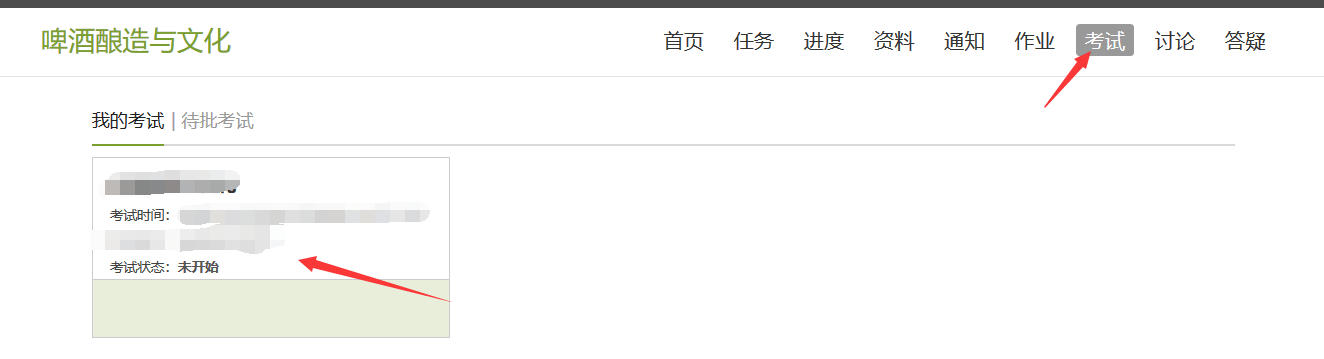 啤酒酿造与文化
首页 任务 进度 资料 通知 作业 考试 讨论 答疑
我的考试 | 待批考试
考试时间：
考试状态：未开始